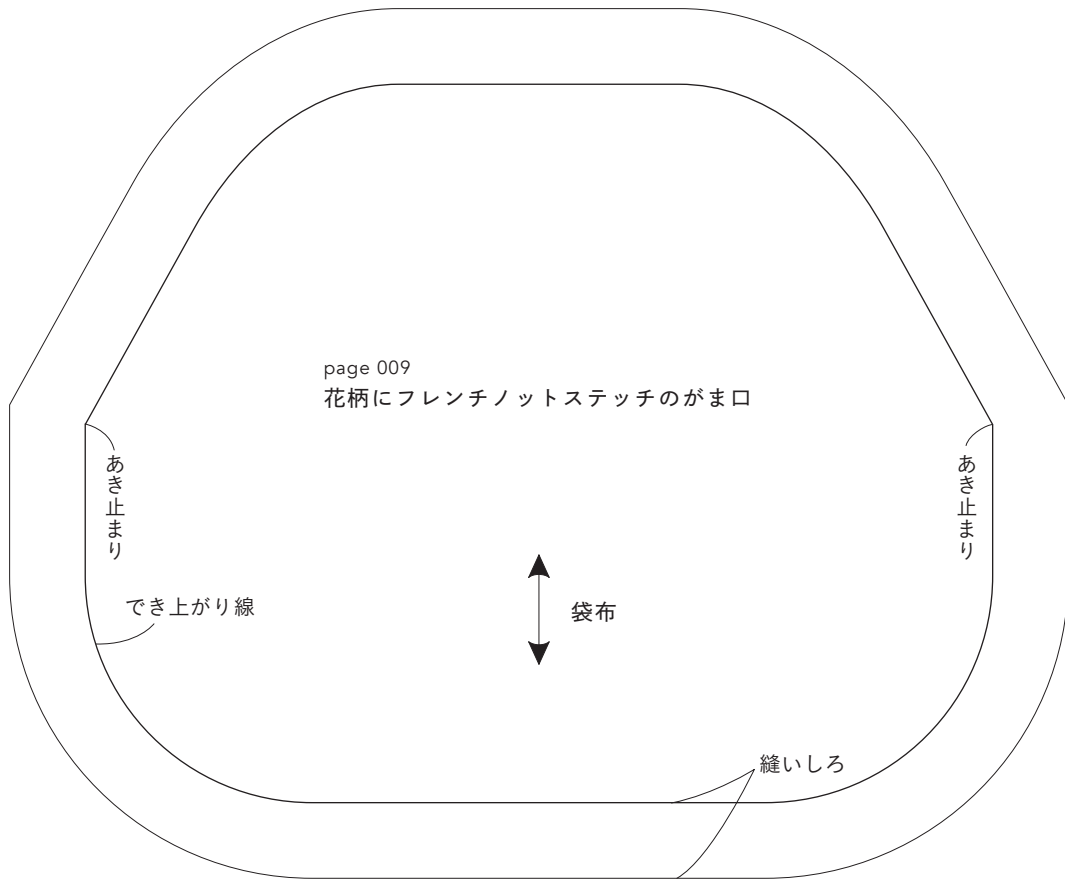 page 009
花柄にフレンチノットステッチのがま口
あき止まり
あき止まり
でき上がり線
袋布
縫いしろ